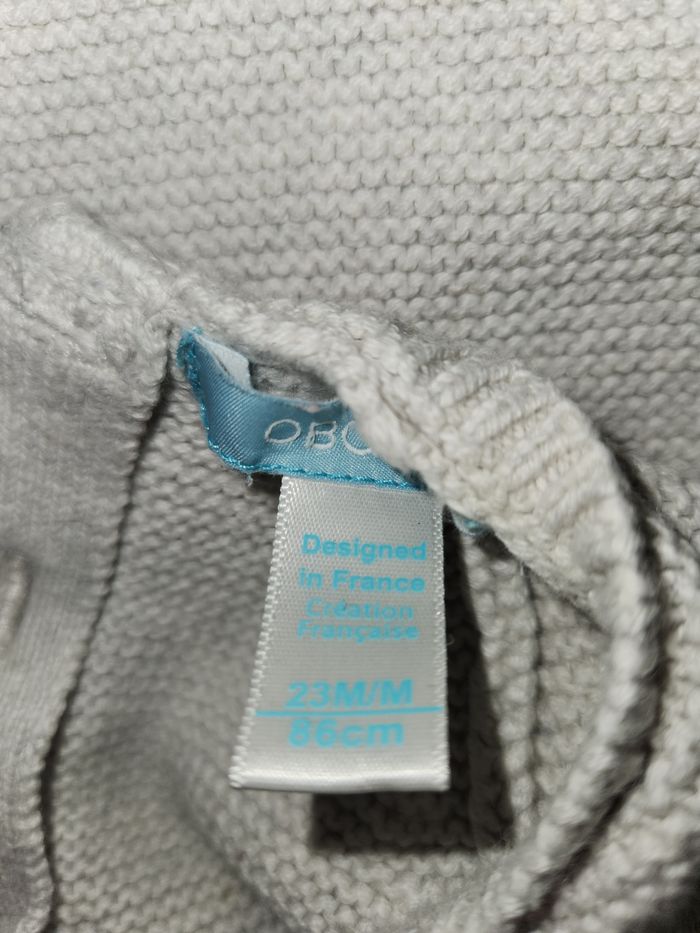 Designed
in France
Création
Française
23M/M
86cm